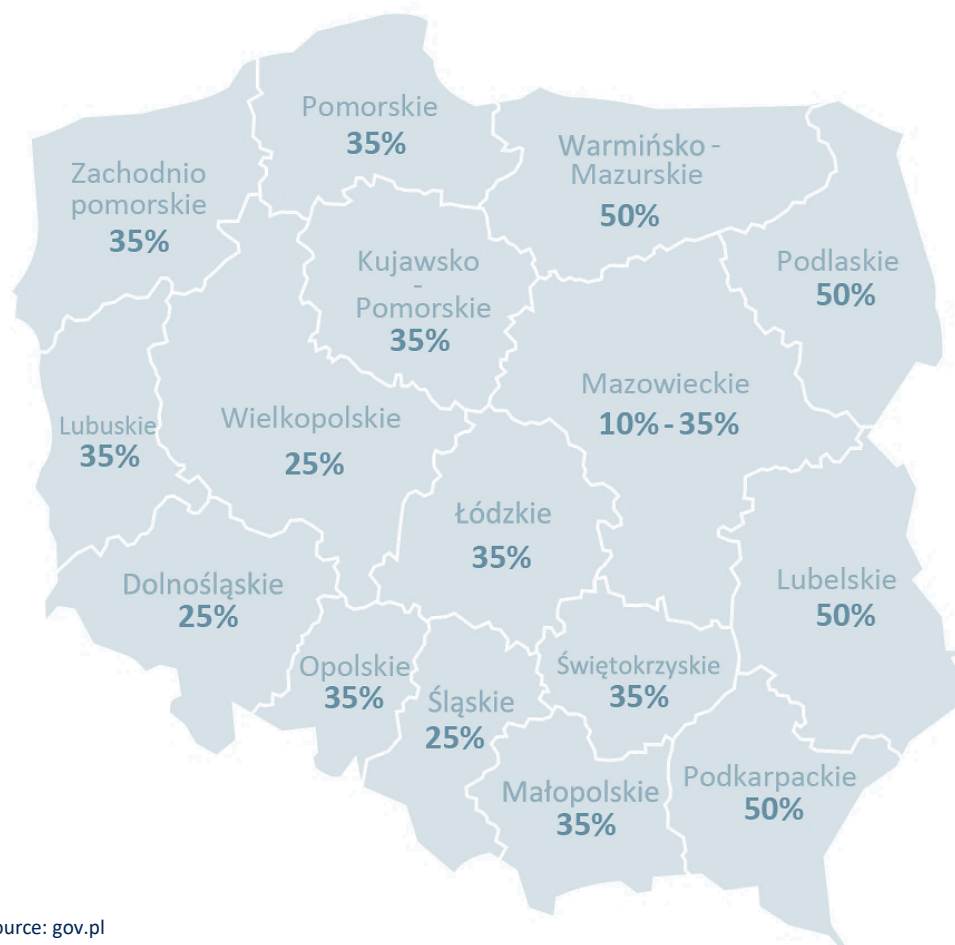 Pomorskie
35%
Warmińsko -
Mazurskie
50%
Zachodnio
pomorskie
35%
Kujawsko
-
Pomorskie
35%
Podlaskie
50%
Mazowieckie
10% - 35%
Lubuskie
35%
Wielkopolskie
25%
Łódzkie
35%
Dolnośląskie
25%
Lubelskie
50%
Opolskie
35%
Śląskie
25%
Świętokrzyskie
35%
Małopolskie
35%
Podkarpackie
50%
ource: gov.pl